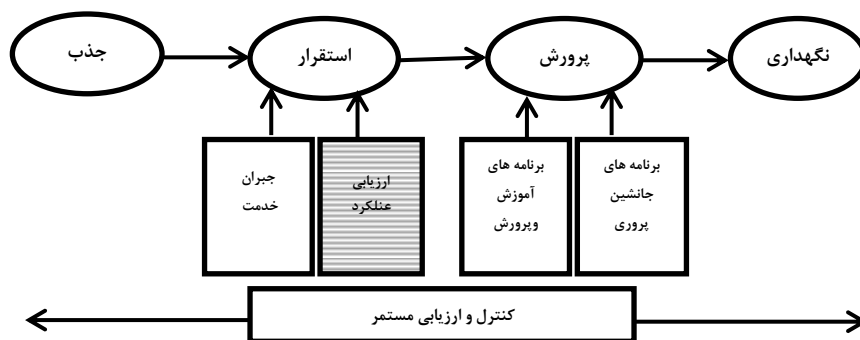 جذب
استقرار
پرورش
نگهداری
جبران
خدمت
ارزیابی
عنلکرد
برنامه های
آموزش
وپرورش
برنامه های
جانشین
پروری
کنترل و ارزیابی مستمر